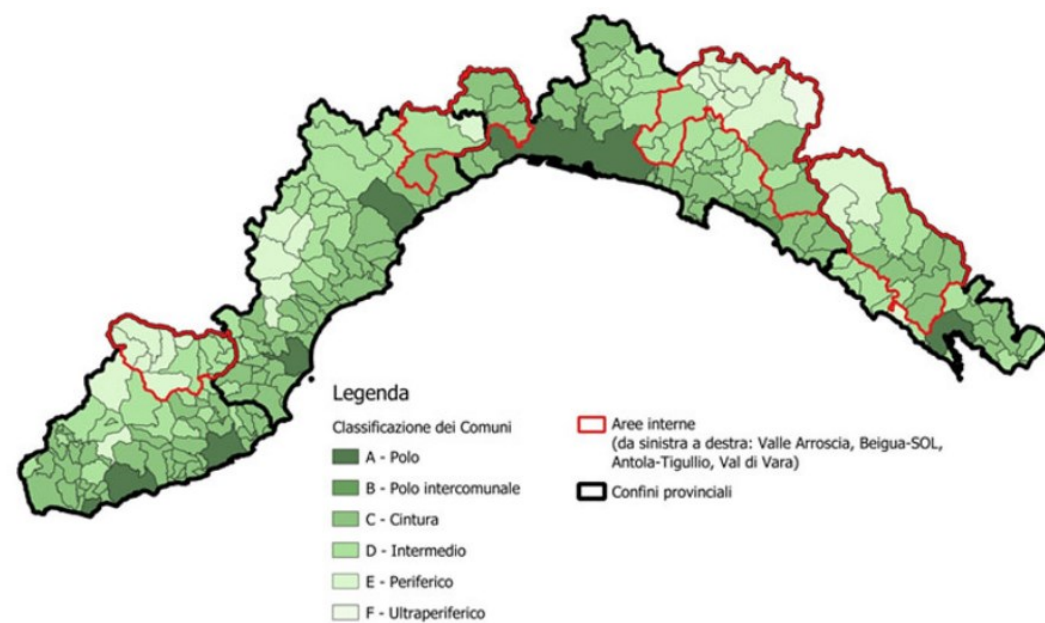 Legenda
Classificazione dei Comuni
A - Polo
B - Polo intercomunale
C - Cintura
D - Intermedio
E - Periferico
F - Ultraperiferico
Aree interne
(da sinistra a destra: Valle Arroscia, Beigua-SOL,
Antola-Tigullio, Val di Vara)
Confini provinciali